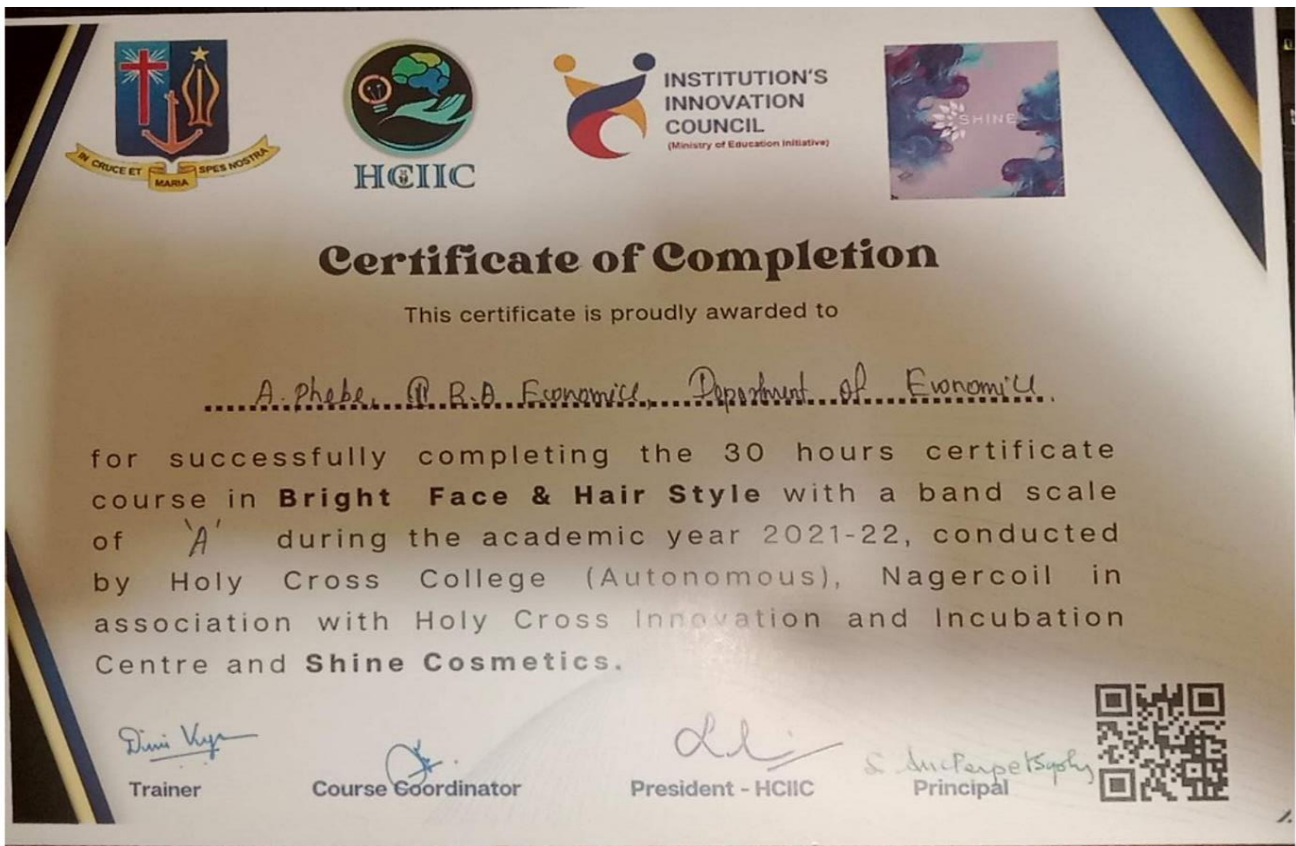 IN CRUCE ET MARIA SPES NOSTRA
HCIIC
INSTITUTION'S
INNOVATION
COUNCIL
(Ministry of Education Initiative)
SHINE
Certificate of Completion
This certificate is proudly awarded to
A. Phebe, B.A Economics, Department of Economics
for successfully completing the 30 hours certificate
course in Bright Face & Hair Style with a band scale
of 'A' during the academic year 2021-22, conducted
by Holy Cross College (Autonomous), Nagercoil in
association with Holy Cross Innovation and Incubation
Centre and Shine Cosmetics.
Trainer
Course Coordinator
President - HCIIC
Principal